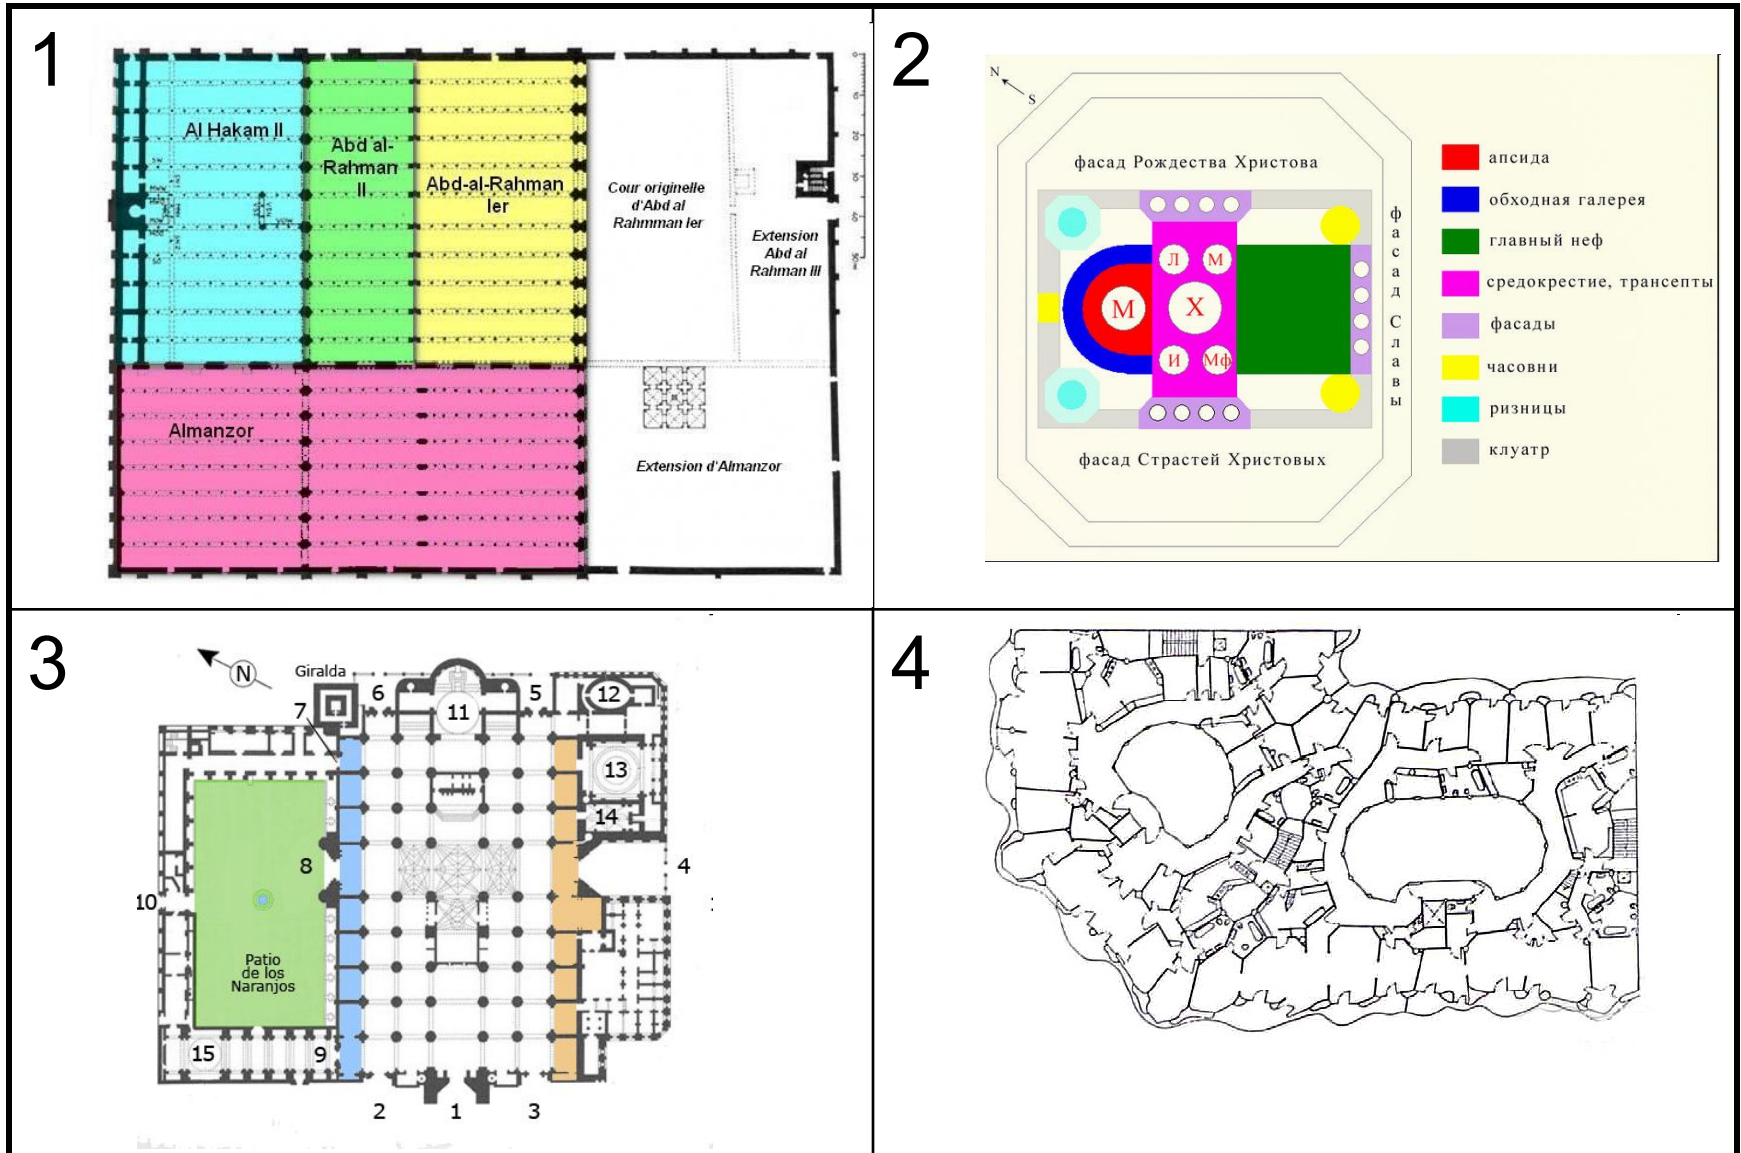 1
Al Hakam II
Abd al-
Rahman
II
Abd-al-Rahman
Ier
Cour originelle
d'Abd al
Rahmman Ier
Extension
Abd al
Rahman III
Almanzor
Extension d'Almanzor
2
N
S
фасад Рождества Христова
фасад Славы
фасад Страстей Христовых
Л
М
М
Х
И
Мф
апсида
обходная галерея
главный неф
средокрестие, трансепты
фасады
часовни
ризницы
клуатр
3
N
Giralda
6
5
12
7
11
13
14
8
4
10
Patio
de los
Naranjos
15
9
2
1
3
4